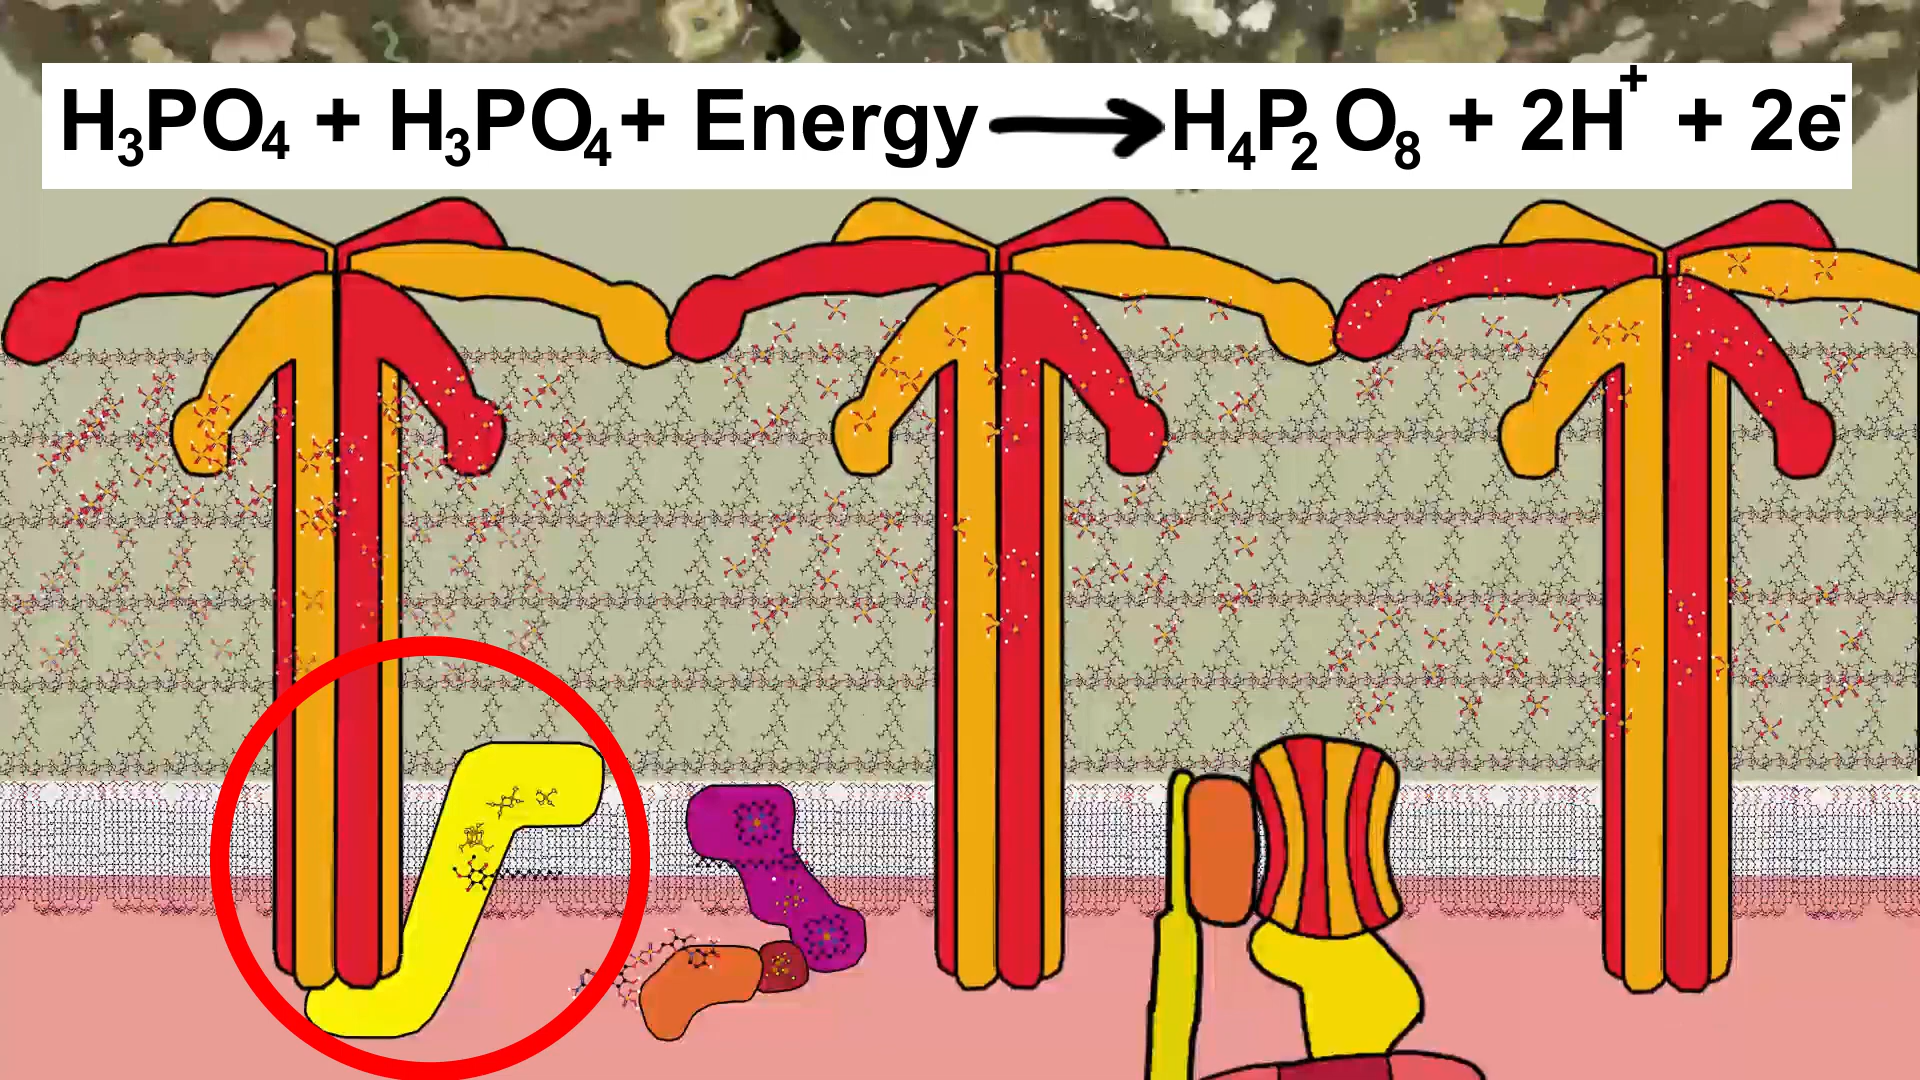 H₃PO₄ + H₃PO₄ + Energy ⟶ H₄P₂O₈ + 2H⁺ + 2e⁻